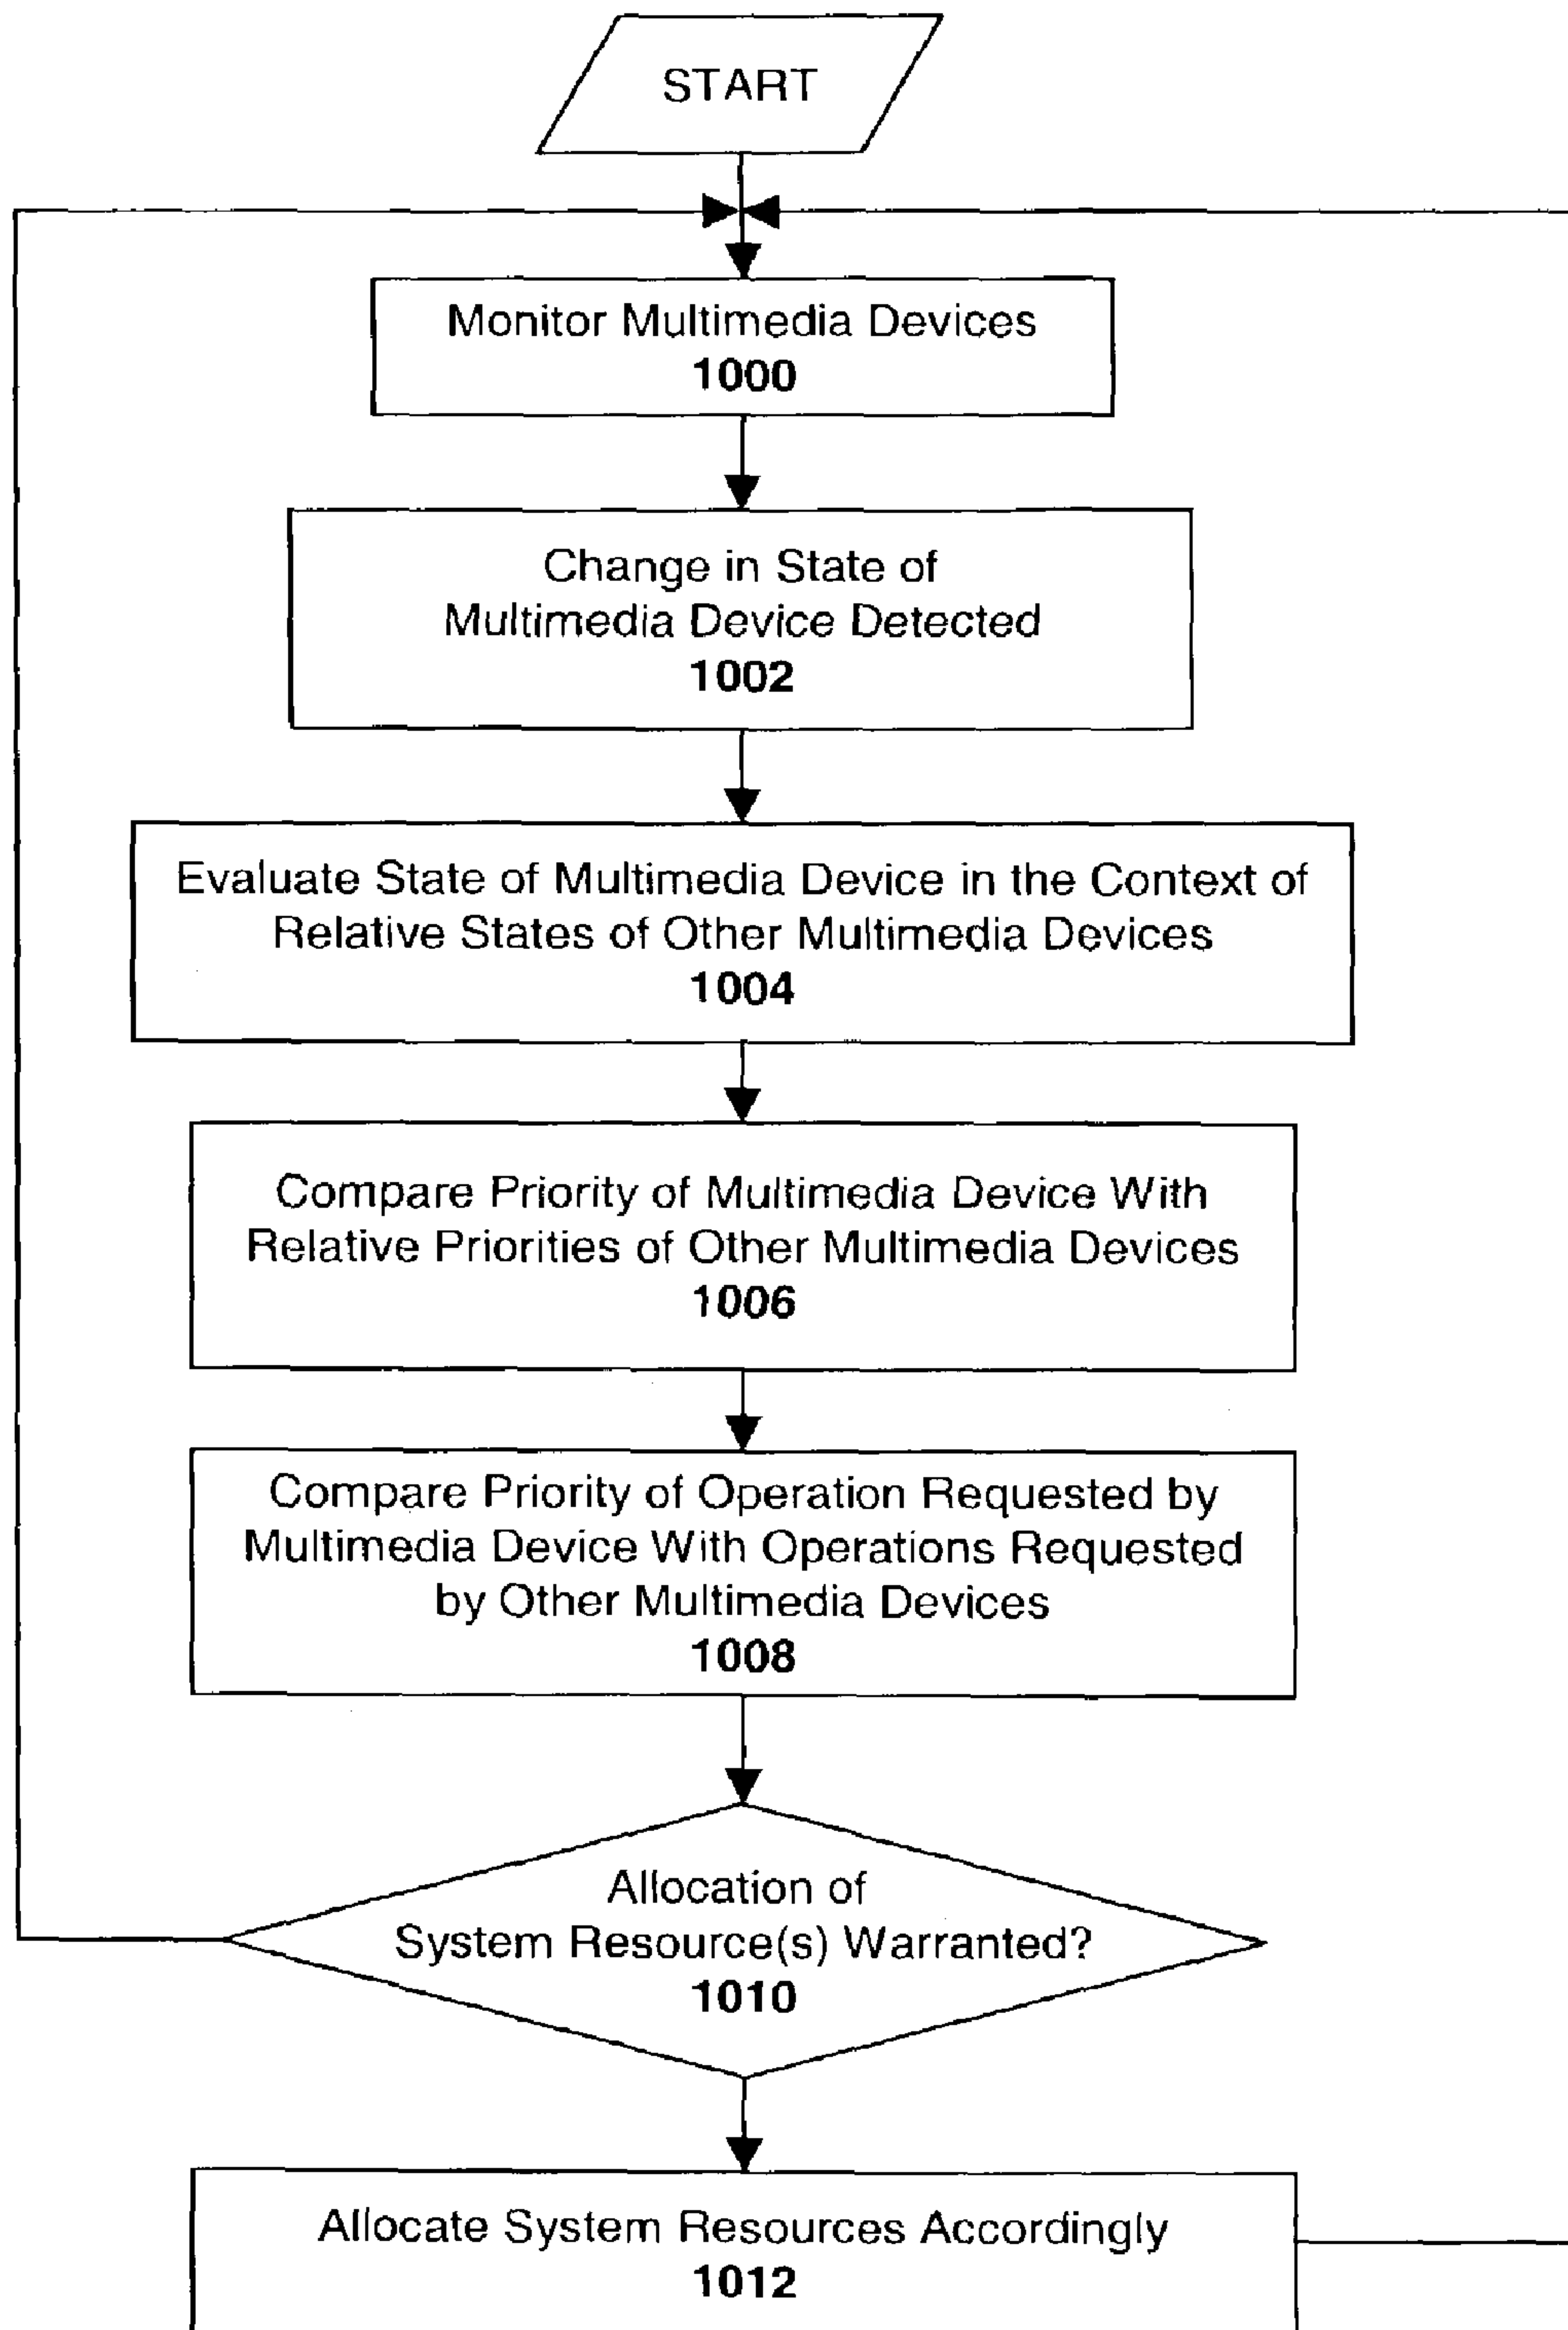 START
Monitor Multimedia Devices
1000
Change in State of
Multimedia Device Detected
1002
Evaluate State of Multimedia Device in the Context of
Relative States of Other Multimedia Devices
1004
Compare Priority of Multimedia Device With
Relative Priorities of Other Multimedia Devices
1006
Compare Priority of Operation Requested by
Multimedia Device With Operations Requested
by Other Multimedia Devices
1008
Allocation of
System Resource(s) Warranted?
1010
Allocate System Resources Accordingly
1012